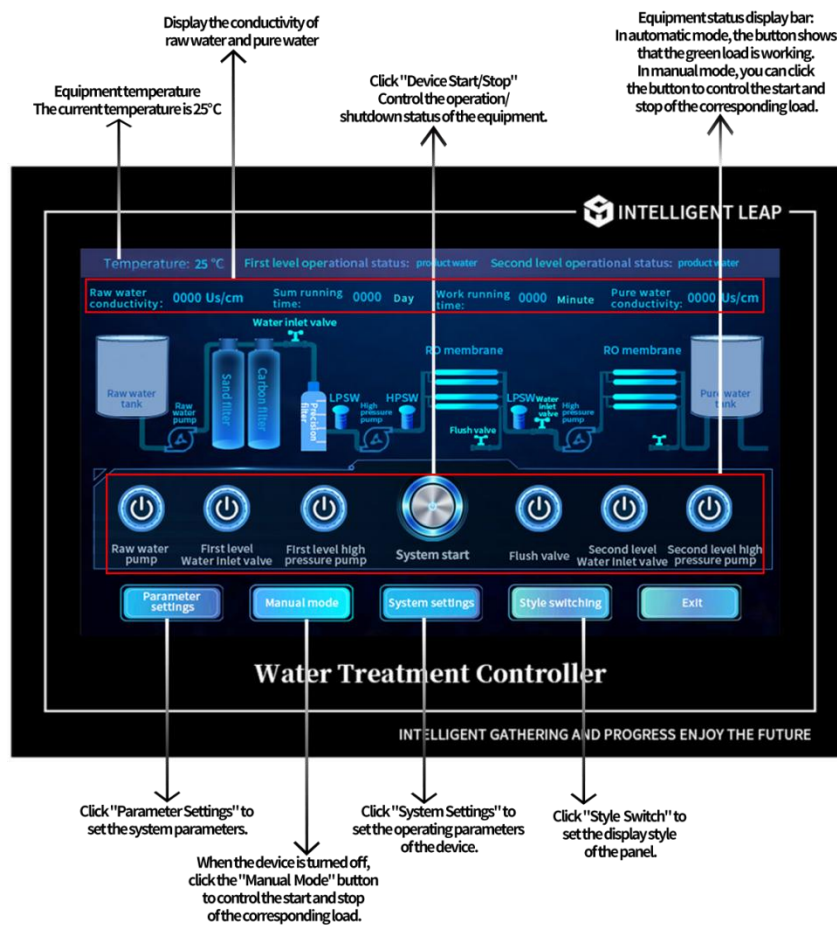 Display the conductivity of
raw water and pure water
Equipment status display bar:
In automatic mode, the button shows
that the green load is working.
In manual mode, you can click
the button to control the start and
stop of the corresponding load.
Click "Device Start/Stop"
Control the operation/
shutdown status of the equipment.
Equipment temperature
The current temperature is 25°C
INTELLIGENT LEAP
Temperature: 25 °C First level operational status: product water Second level operational status: product water
Raw water
conductivity: 0000 Us/cm
Sum running
time: 0000 Day
Work running
time: 0000 Minute
Pure water
conductivity: 0000 Us/cm
Water inlet valve
RO membrane
RO membrane
Raw water
tank
Raw water
pump
Sand filter
Carbon filter
Precision
filter
LPSW
High
pressure
pump
HPSW
Flush valve
LPSW
Water
inlet
valve
High
pressure
pump
Pure water
tank
Raw water
pump
First level
Water Inlet valve
First level high
pressure pump
System start
Flush valve
Second level
Water Inlet valve
Second level high
pressure pump
Parameter
settings
Manual mode
System settings
Style switching
Exit
Water Treatment Controller
INTELLIGENT GATHERING AND PROGRESS ENJOY THE FUTURE
Click "Parameter Settings" to
set the system parameters.
When the device is turned off,
click the "Manual Mode" button
to control the start and stop
of the corresponding load.
Click "System Settings" to
set the operating parameters
of the device.
Click "Style Switch" to
set the display style
of the panel.